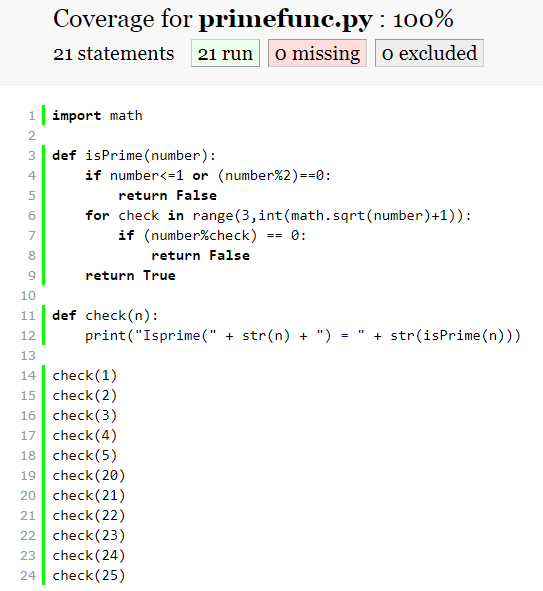 Coverage for primefunc.py : 100%
21 statements 21 run 0 missing 0 excluded
1 import math
2
3 def isPrime(number):
4     if number<=1 or (number%2)==0:
5         return False
6     for check in range(3,int(math.sqrt(number)+1)):
7         if (number%check) == 0:
8             return False
9     return True
10
11 def check(n):
12     print("Isprime(" + str(n) + ") = " + str(isPrime(n)))
13
14 check(1)
15 check(2)
16 check(3)
17 check(4)
18 check(5)
19 check(20)
20 check(21)
21 check(22)
22 check(23)
23 check(24)
24 check(25)